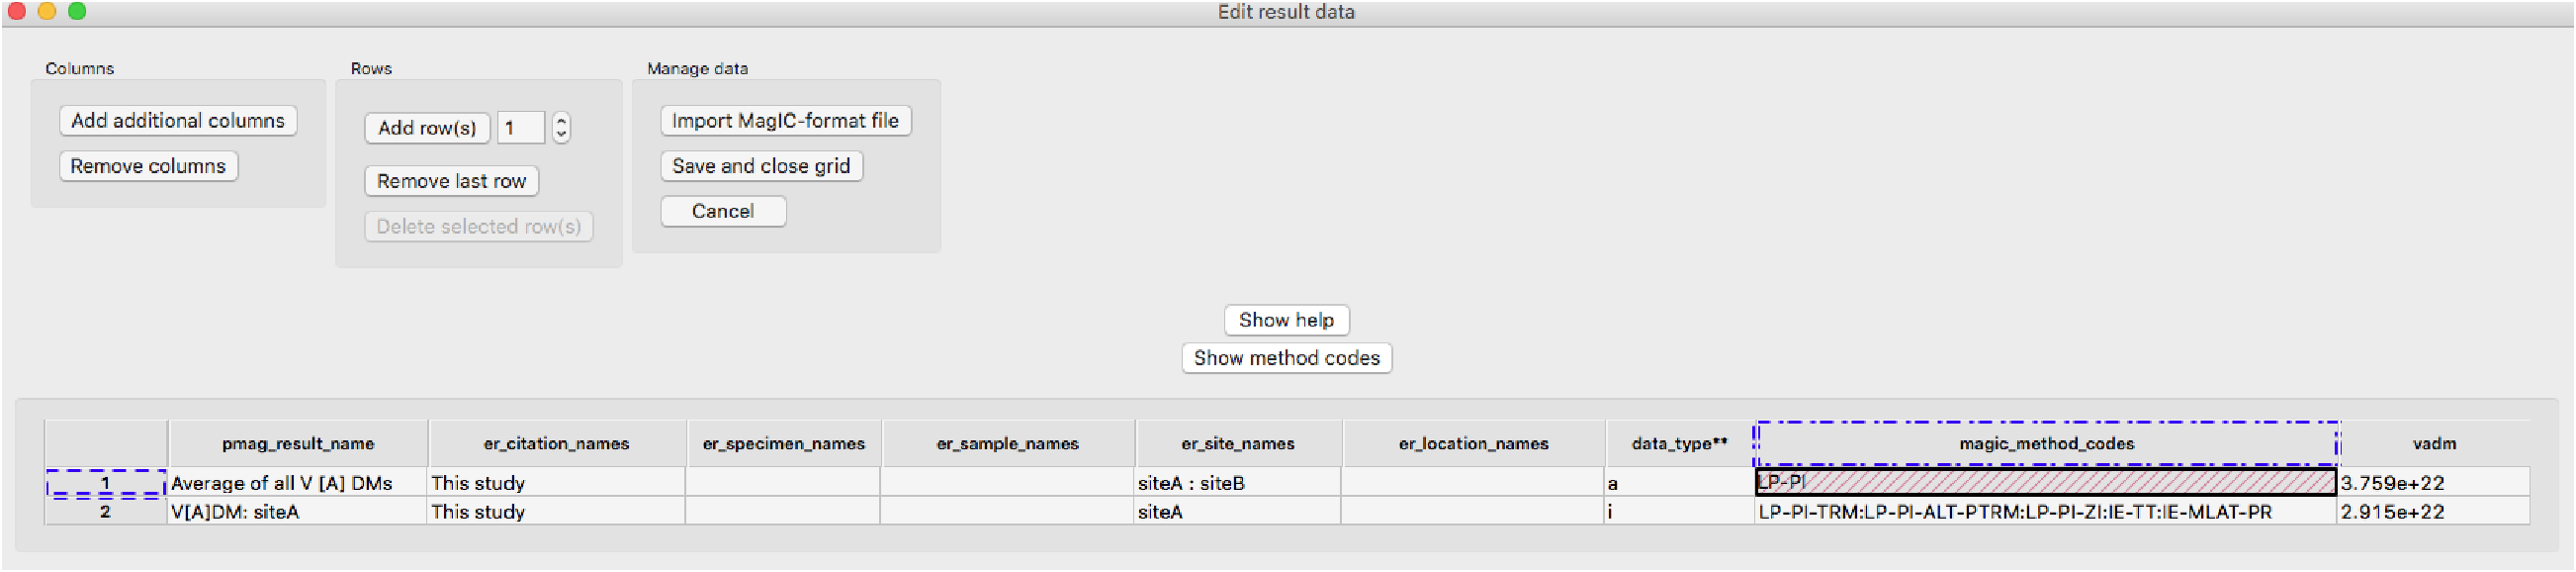 Edit result data
Columns
Add additional columns
Remove columns
Rows
Add row(s) 1
Remove last row
Delete selected row(s)
Manage data
Import MagIC-format file
Save and close grid
Cancel
Show help
Show method codes
pmag_result_name er_citation_names er_specimen_names er_sample_names er_site_names er_location_names data_type** magic_method_codes vadm
1 Average of all V [A] DMs This study siteA : siteB a LP-PI 3.759e+22
2 V[A]DM: siteA This study siteA i LP-PI-TRM:LP-PI-ALT-PTRM:LP-PI-ZI:IE-TT:IE-MLAT-PR 2.915e+22